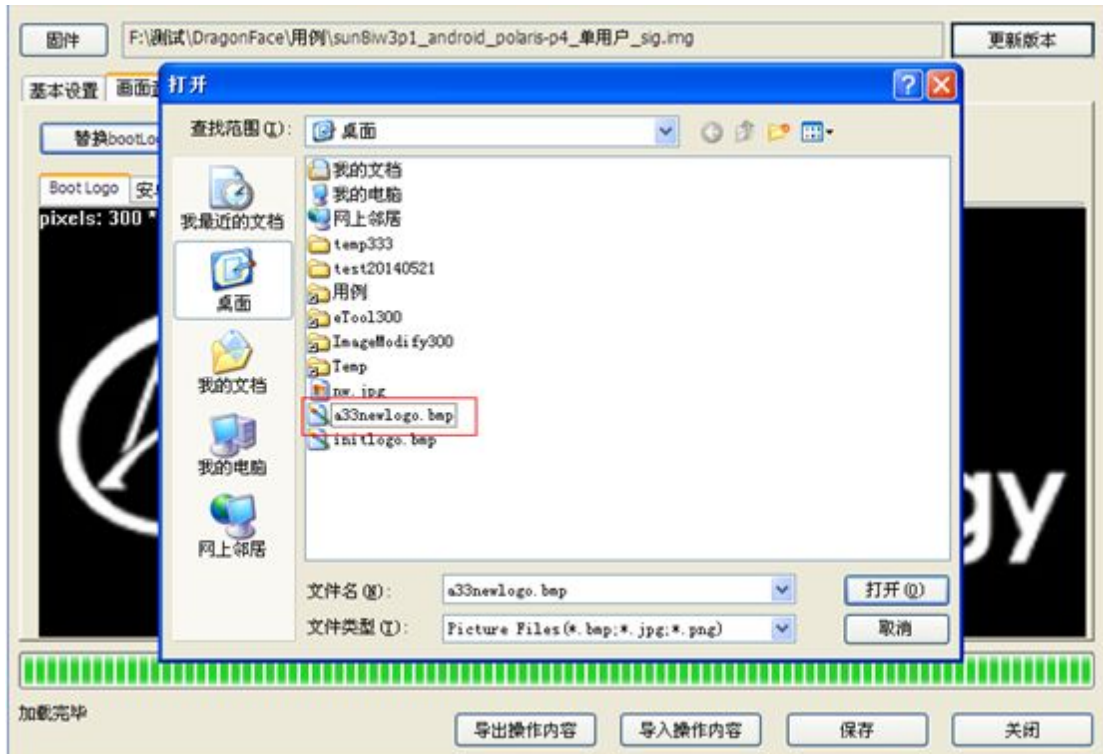 固件 F:\测试\DragonFace\用例\sun8iw3p1_android_polaris-p4_单用户_sig.img 更新版本
基本设置 画面
打开
替换bootLo
查找范围(I): 桌面
Boot Logo 安
pixels: 300 *
我最近的文档
桌面
我的文档
我的电脑
网上邻居
我的文档
我的电脑
网上邻居
temp333
test20140521
用例
eTool300
ImageModify300
Temp
nw.jpg
a33newlogo.bmp
initlogo.bmp
gy
文件名(N): a33newlogo.bmp 打开(O)
文件类型(T): Picture Files(*.bmp;*.jpg;*.png) 取消
加载完毕
导出操作内容 导入操作内容 保存 关闭